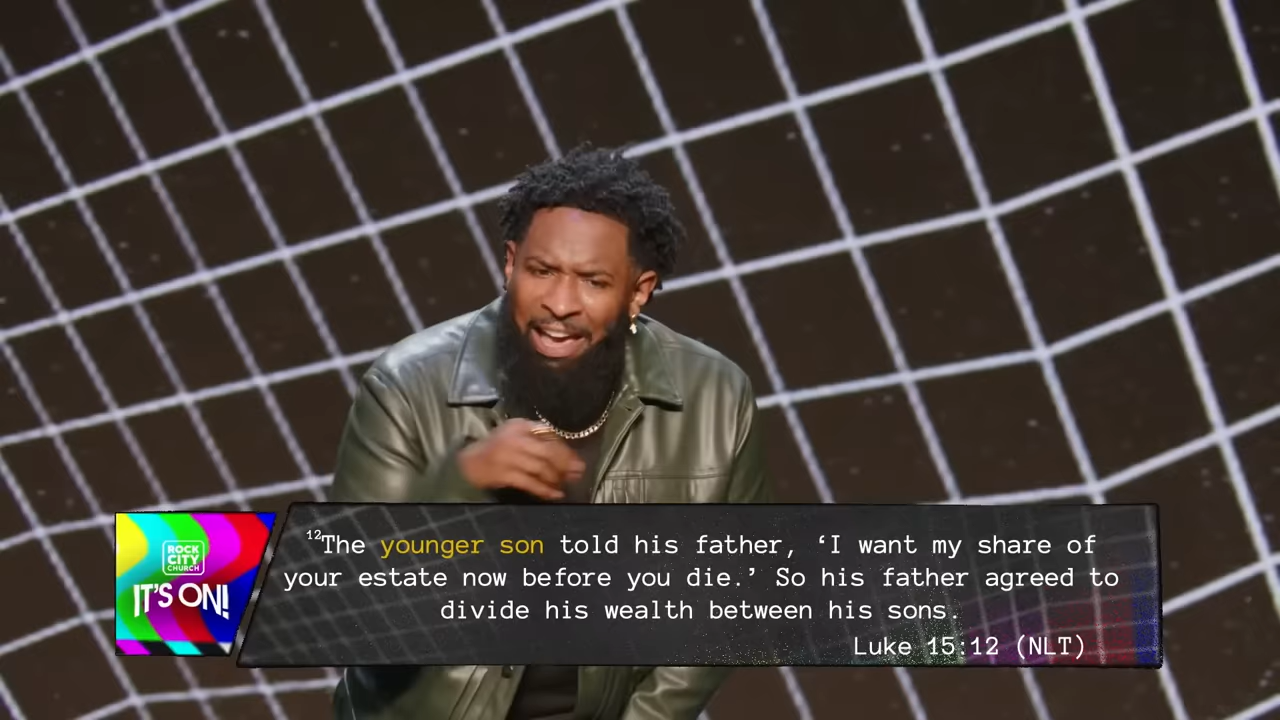 ROCK
CITY
CHURCH
IT'S ON!
¹²The younger son told his father, ‘I want my share of
your estate now before you die.’ So his father agreed to
divide his wealth between his sons.
Luke 15:12 (NLT)